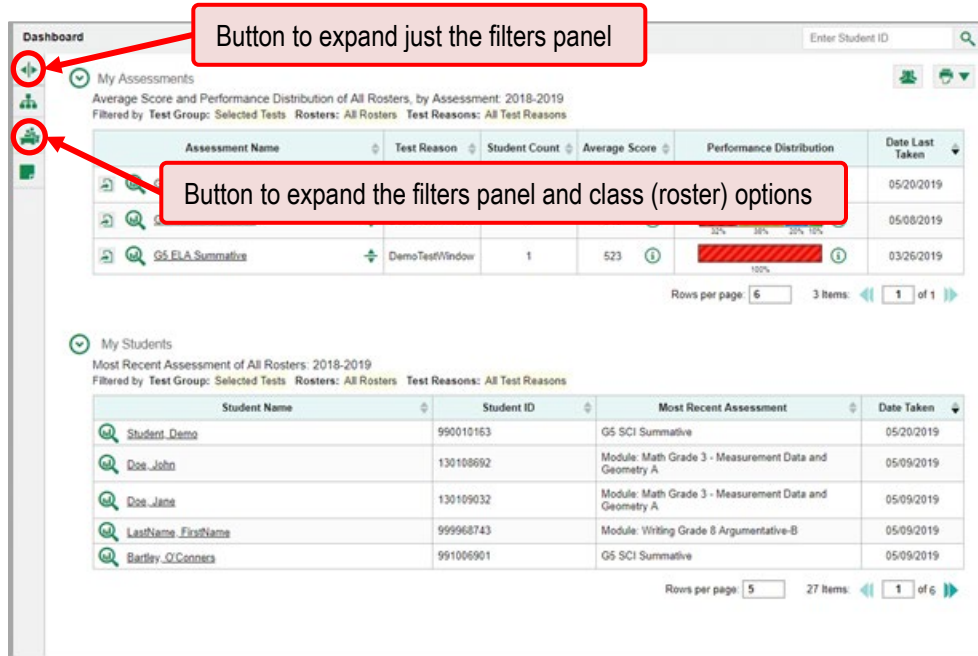 Dashboard
Button to expand just the filters panel
Enter Student ID
My Assessments
Average Score and Performance Distribution of All Rosters, by Assessment: 2018-2019
Filtered by Test Group: Selected Tests Rosters: All Rosters Test Reasons: All Test Reasons
Assessment Name Test Reason Student Count Average Score Performance Distribution Date Last Taken
05/20/2019
Button to expand the filters panel and class (roster) options
05/08/2019
32% 38% 20% 10%
G5 ELA Summative DemoTestWindow 1 523 03/26/2019
100%
Rows per page: 6 3 Items: 1 of 1
My Students
Most Recent Assessment of All Rosters: 2018-2019
Filtered by Test Group: Selected Tests Rosters: All Rosters Test Reasons: All Test Reasons
Student Name Student ID Most Recent Assessment Date Taken
Student, Demo 990010163 G5 SCI Summative 05/20/2019
Doe, John 130108692 Module: Math Grade 3 - Measurement Data and Geometry A 05/09/2019
Doe, Jane 130109032 Module: Math Grade 3 - Measurement Data and Geometry A 05/09/2019
LastName, FirstName 999968743 Module: Writing Grade 8 Argumentative-B 05/09/2019
Bartley, O'Conners 991006901 G5 SCI Summative 05/09/2019
Rows per page: 5 27 Items: 1 of 6